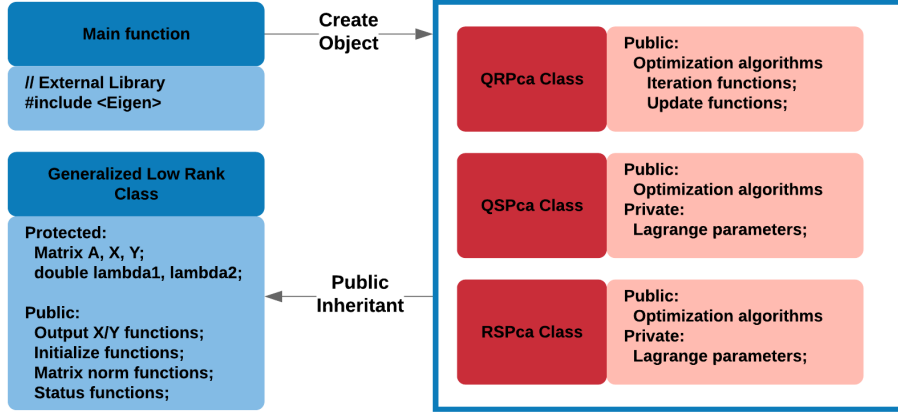 Main function
// External Library
#include <Eigen>
Create
Object
Generalized Low Rank
Class
Protected:
Matrix A, X, Y;
double lambda1, lambda2;
Public:
Output X/Y functions;
Initialize functions;
Matrix norm functions;
Status functions;
Public
Inheritant
QRPca Class
Public:
Optimization algorithms
Iteration functions;
Update functions;
QSPca Class
Public:
Optimization algorithms
Private:
Lagrange parameters;
RSPca Class
Public:
Optimization algorithms
Private:
Lagrange parameters;